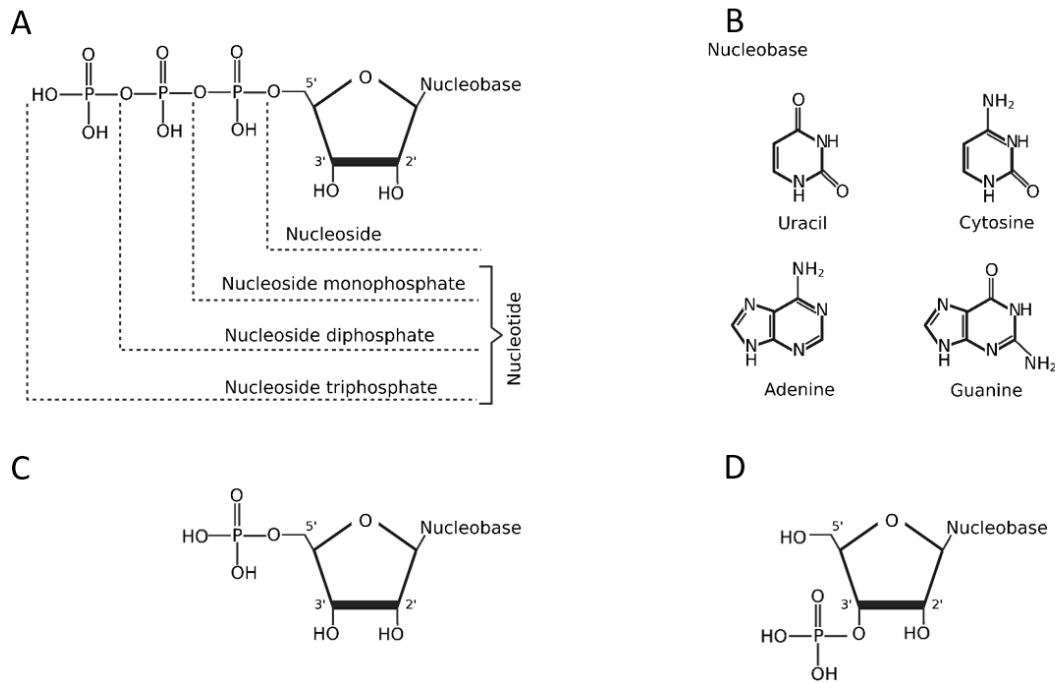 A
HO P O P O P O 5' O Nucleobase
O O O
OH OH OH
3' 2'
HO HO
Nucleoside
Nucleoside monophosphate
Nucleoside diphosphate
Nucleoside triphosphate
Nucleotide
B
Nucleobase
O
NH
N
H
O
Uracil
NH₂
NH
N
H
O
Cytosine
NH₂
N
N
N
H
N
Adenine
O
N
NH
N
H
N
NH₂
Guanine
C
O
HO P O 5' O Nucleobase
OH
3' 2'
HO HO
D
HO 5' O Nucleobase
3' 2'
O
HO P O HO
OH